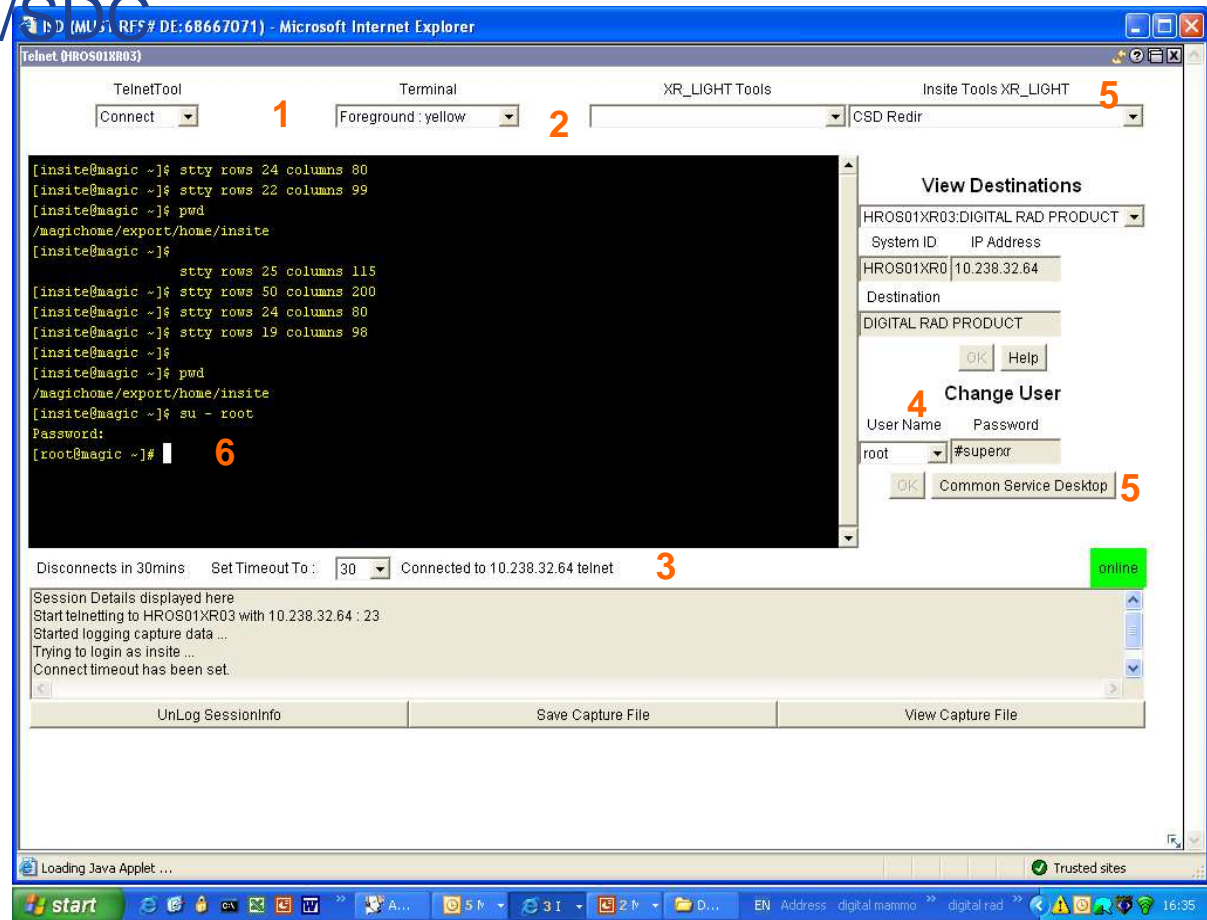 /SDC
ISD (MUST RFS# DE:68667071) - Microsoft Internet Explorer
Telnet (HROS01XR03)
TelnetTool
Terminal
XR_LIGHT Tools
Insite Tools XR_LIGHT
5
Connect
1
Foreground : yellow
2
CSD Redir
[insite@magic ~]$ stty rows 24 columns 80
[insite@magic ~]$ stty rows 22 columns 99
[insite@magic ~]$ pwd
/magichome/export/home/insite
[insite@magic ~]$
stty rows 25 columns 115
[insite@magic ~]$ stty rows 50 columns 200
[insite@magic ~]$ stty rows 24 columns 80
[insite@magic ~]$ stty rows 19 columns 98
[insite@magic ~]$
[insite@magic ~]$ pwd
/magichome/export/home/insite
[insite@magic ~]$ su - root
Password:
[root@magic ~]#
6
View Destinations
HROS01XR03:DIGITAL RAD PRODUCT
System ID IP Address
HROS01XR0 10.238.32.64
Destination
DIGITAL RAD PRODUCT
OK Help
Change User
4
User Name Password
root #superxr
OK Common Service Desktop
5
Disconnects in 30mins Set Timeout To : 30 Connected to 10.238.32.64 telnet
3
online
Session Details displayed here
Start telnetting to HROS01XR03 with 10.238.32.64 : 23
Started logging capture data ...
Trying to login as insite ...
Connect timeout has been set.
UnLog SessionInfo
Save Capture File
View Capture File
Loading Java Applet ...
Trusted sites
start
A...
5
3 I
2
D...
EN Address digital mammo digital rad
16:35